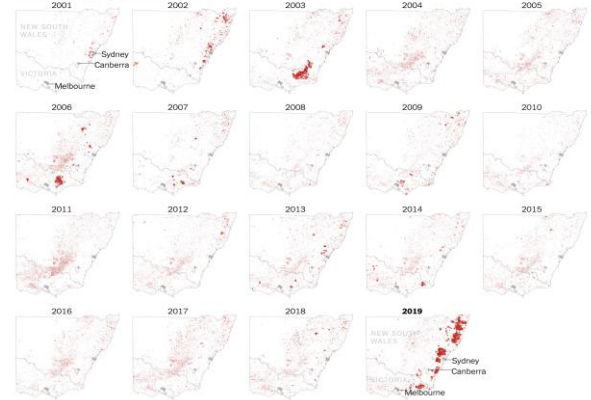 2001
2002
2003
2004
2005
NEW SOUTH
WALES
Sydney
Canberra
VICTORIA
Melbourne
2006
2007
2008
2009
2010
2011
2012
2013
2014
2015
2016
2017
2018
2019
NEW SOUTH
WALES
Sydney
Canberra
VICTORIA
Melbourne